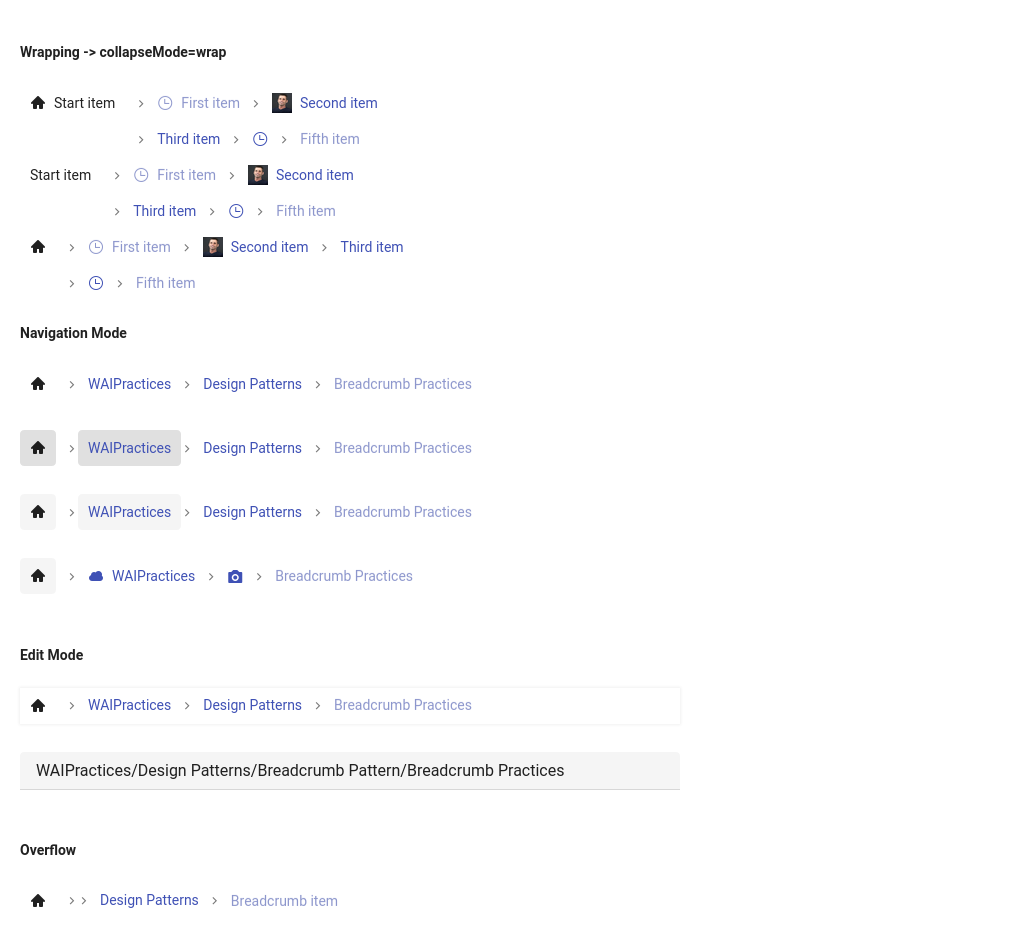 Wrapping -> collapseMode=wrap
Start item > First item > Second item
> Third item > > Fifth item
Start item > First item > Second item
> Third item > > Fifth item
> First item > Second item > Third item
> > Fifth item
Navigation Mode
> WAIPractices > Design Patterns > Breadcrumb Practices
> WAIPractices > Design Patterns > Breadcrumb Practices
> WAIPractices > Design Patterns > Breadcrumb Practices
> WAIPractices > > Breadcrumb Practices
Edit Mode
> WAIPractices > Design Patterns > Breadcrumb Practices
WAIPractices/Design Patterns/Breadcrumb Pattern/Breadcrumb Practices
Overflow
> > Design Patterns > Breadcrumb item